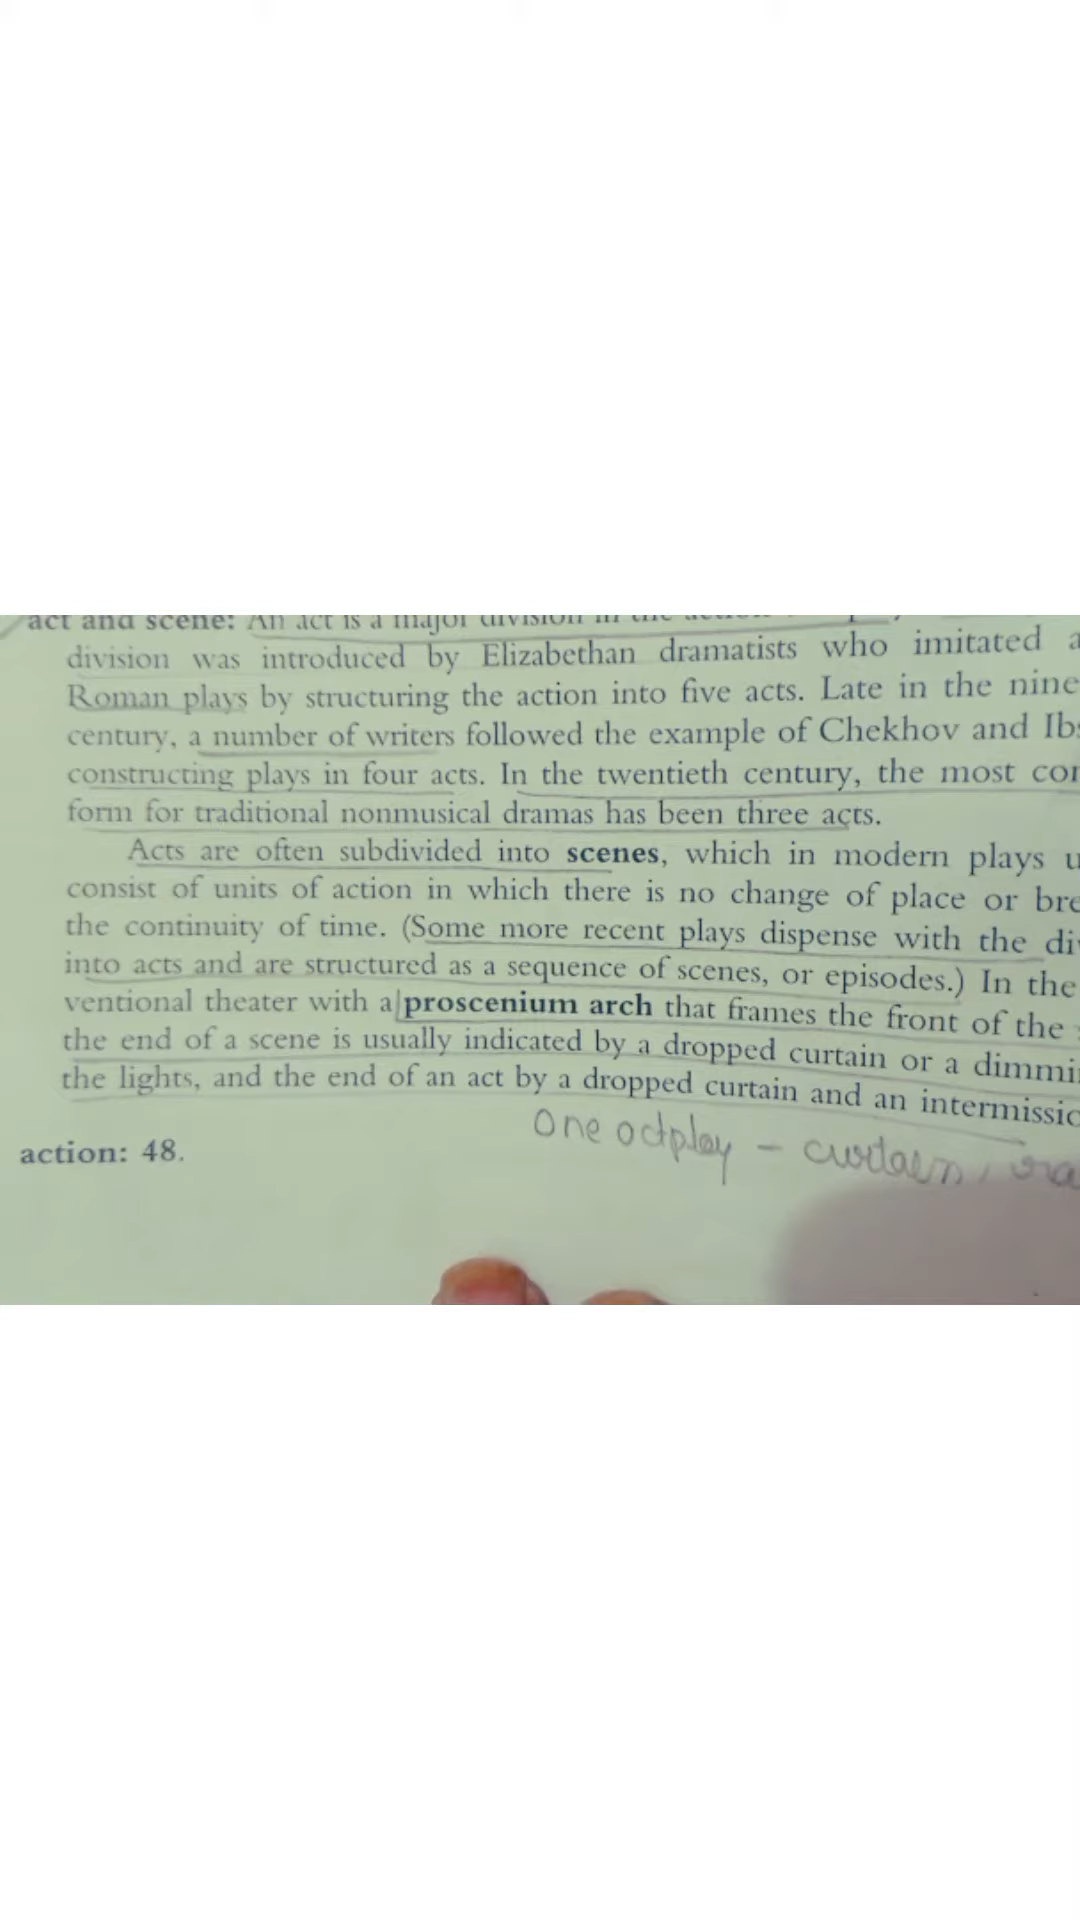 act and scene: An act is a major division in the
division was introduced by Elizabethan dramatists who imitated
Roman plays by structuring the action into five acts. Late in the nine
century, a number of writers followed the example of Chekhov and Ibs
constructing plays in four acts. In the twentieth century, the most co
form for traditional nonmusical dramas has been three acts.
Acts are often subdivided into scenes, which in modern plays u
consist of units of action in which there is no change of place or bre
the continuity of time. (Some more recent plays dispense with the di
into acts and are structured as a sequence of scenes, or episodes.) In the
ventional theater with a proscenium arch that frames the front of the
the end of a scene is usually indicated by a dropped curtain or a dimmi
the lights, and the end of an act by a dropped curtain and an intermissio
One octplay – curtain,
action: 48.